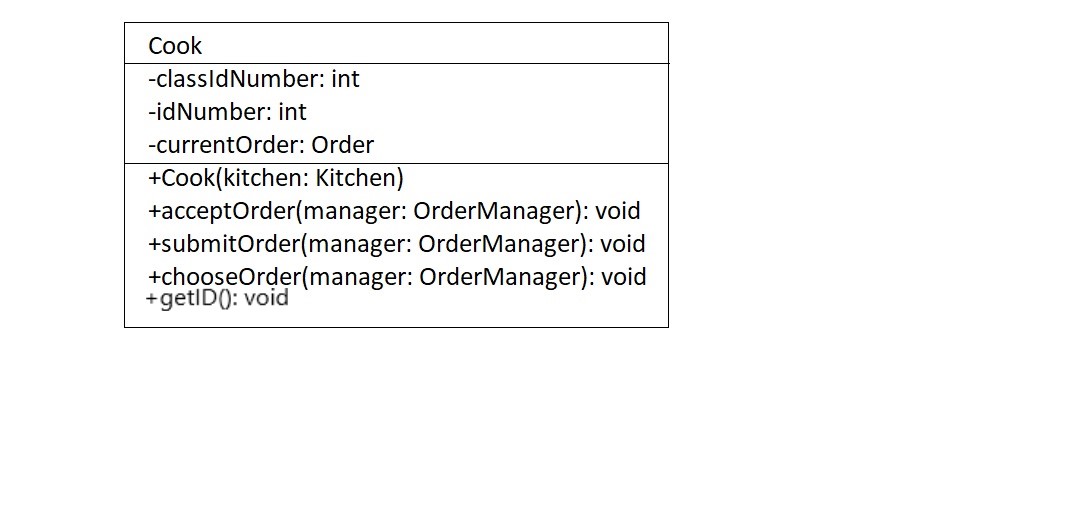 Cook
-classIdNumber: int
-idNumber: int
-currentOrder: Order
+Cook(kitchen: Kitchen)
+acceptOrder(manager: OrderManager): void
+submitOrder(manager: OrderManager): void
+chooseOrder(manager: OrderManager): void
+getID(): void